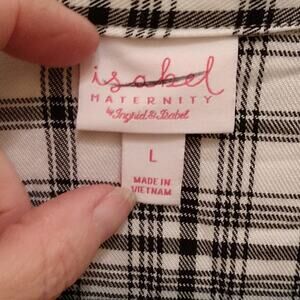 isabel
MATERNITY
by Ingrid & Isabel
L
MADE IN
VIETNAM